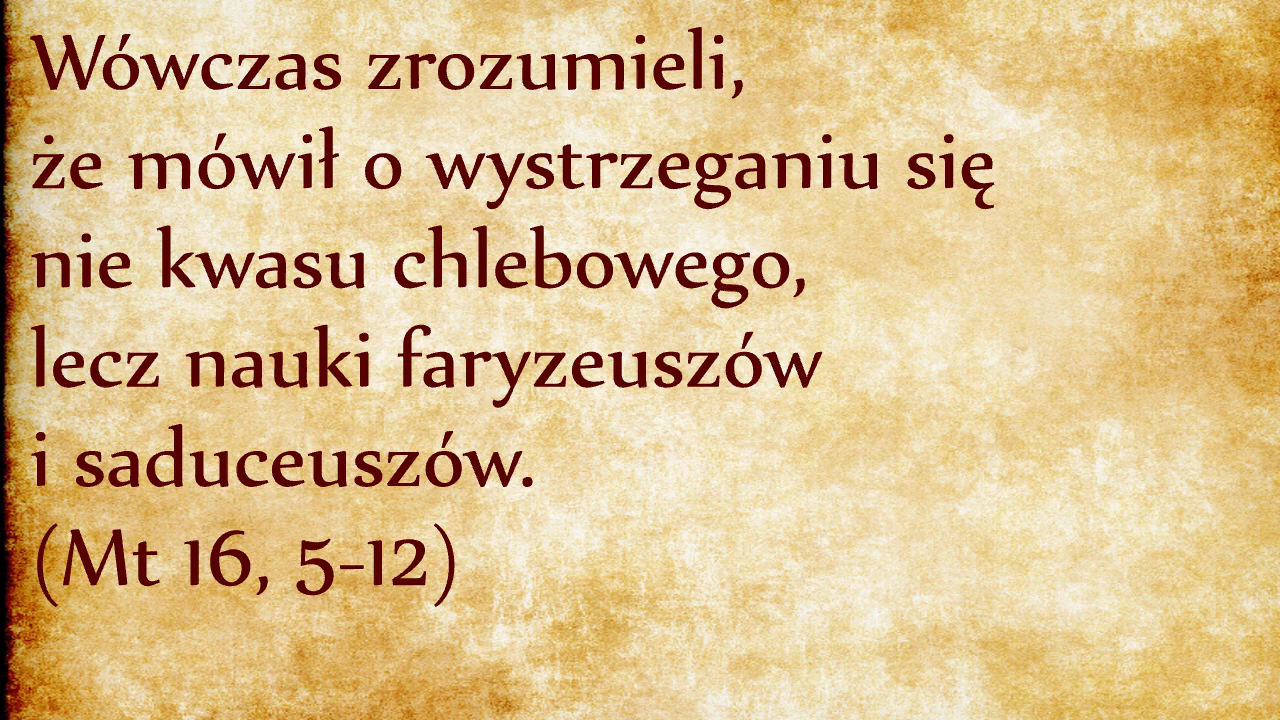 Wówczas zrozumieli,
że mówił o wystrzeganiu się
nie kwasu chlebowego,
lecz nauki faryzeuszów
i saduceuszów.
(Mt 16, 5-12)